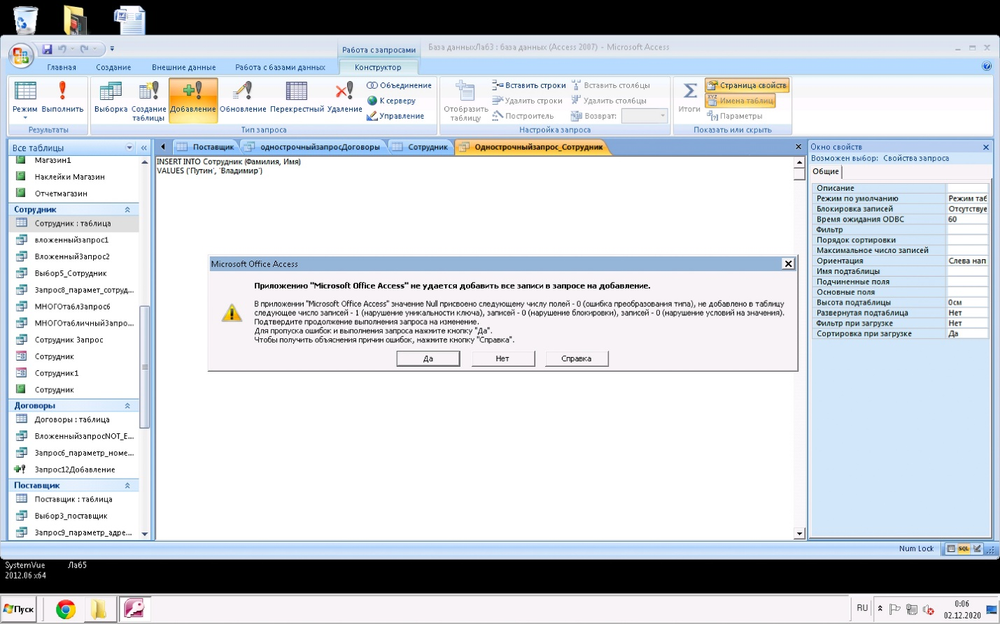 Работа с запросами
База данныхЛаб3 : база данных (Access 2007) - Microsoft Access
Главная
Создание
Внешние данные
Работа с базами данных
Конструктор
Режим
Выполнить
Результаты
Выборка
Создание таблицы
Добавление
Обновление
Перекрестный
Удаление
Объединение
К серверу
Управление
Тип запроса
Отобразить таблицу
Вставить строки
Удалить строки
Построитель
Вставить столбцы
Удалить столбцы
Возврат:
Настройка запроса
Итоги
Страница свойств
Имена таблиц
Параметры
Показать или скрыть
Все таблицы
Магазин1
Наклейки Магазин
Отчетмагазин
Сотрудник
Сотрудник : таблица
вложенныйзапрос1
ВложенныйЗапрос2
Выбор5_Сотрудник
Запрос8_парамет_сотруд...
МНОГОтаблЗапрос6
МНОГОтабличныйЗапро...
Сотрудник Запрос
Сотрудник
Сотрудник1
Сотрудник
Договоры
Договоры : таблица
ВложенныйзапросNOT_E...
Запрос6_параметр_номе...
Запрос12Добавление
Поставщик
Поставщик : таблица
Выбор3_поставщик
Запрос9_параметр_адре...
Поставщик
однострочныйзапросДоговоры
Сотрудник
Однострочныйзапрос_Сотрудник
INSERT INTO Сотрудник (Фамилия, Имя)
VALUES ('Путин', 'Владимир')
Microsoft Office Access
Приложению "Microsoft Office Access" не удается добавить все записи в запросе на добавление.
В приложении "Microsoft Office Access" значение Null присвоено следующему числу полей - 0 (ошибка преобразования типа), не добавлено в таблицу
следующее число записей - 1 (нарушение уникальности ключа), записей - 0 (нарушение блокировки), записей - 0 (нарушение условий на значения).
Подтвердите продолжение выполнения запроса на изменение.
Для пропуска ошибок и выполнения запроса нажмите кнопку "Да".
Чтобы получить объяснения причин ошибок, нажмите кнопку "Справка".
Да
Нет
Справка
Окно свойств
Возможен выбор: Свойства запроса
Общие
Описание
Режим по умолчанию Режим таб
Блокировка записей Отсутствуе
Время ожидания ODBC 60
Фильтр
Порядок сортировки
Максимальное число записей
Ориентация Слева нап
Имя подтаблицы
Подчиненные поля
Основные поля
Высота подтаблицы 0см
Развернутая подтаблица Нет
Фильтр при загрузке Нет
Сортировка при загрузке Да
Num Lock
SQL
SystemVue
2012.06 x64
Лаб5
Пуск
RU
0:06
02.12.2020